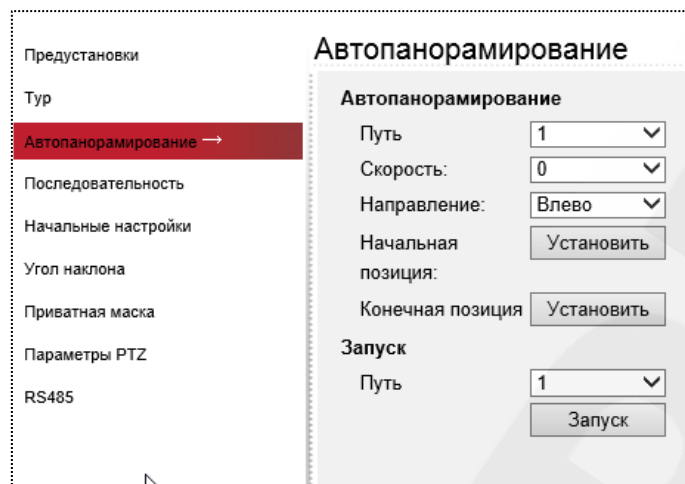 Предустановки
Тур
Автопанорамирование →
Последовательность
Начальные настройки
Угол наклона
Приватная маска
Параметры PTZ
RS485
Автопанорамирование
Автопанорамирование
Путь 1
Скорость: 0
Направление: Влево
Начальная позиция: Установить
Конечная позиция Установить
Запуск
Путь 1
Запуск